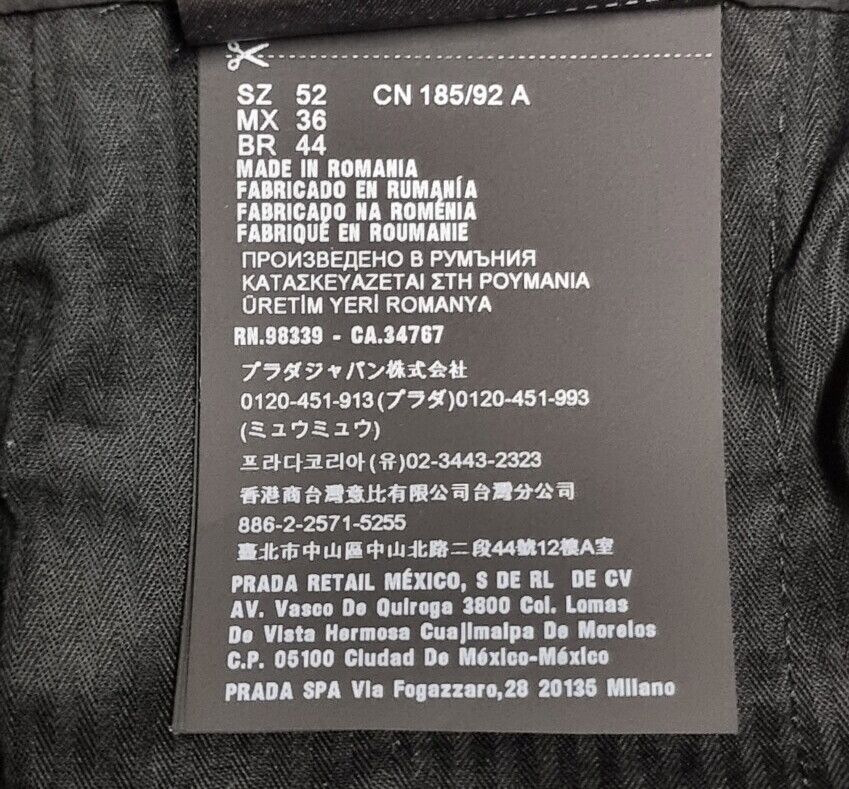 SZ 52 CN 185/92 A
MX 36
BR 44
MADE IN ROMANIA
FABRICADO EN RUMANÍA
FABRICADO NA ROMÉNIA
FABRIQUÉ EN ROUMANIE
ПРОИЗВЕДЕНО В РУМЪНИЯ
ΚΑΤΑΣΚΕΥΑΖΕΤΑΙ ΣΤΗ ΡΟΥΜΑΝΙΑ
ÜRETİM YERİ ROMANYA
RN.98339 - CA.34767
プラダジャパン株式会社
0120-451-913(プラダ)0120-451-993
(ミュウミュウ)
프라다코리아(유)02-3443-2323
香港商台灣意比有限公司台灣分公司
886-2-2571-5255
臺北市中山區中山北路二段44號12樓A室
PRADA RETAIL MÉXICO, S DE RL DE CV
AV. Vasco De Quiroga 3800 Col. Lomas
De Vista Hermosa Cuajimalpa De Morelos
C.P. 05100 Ciudad De México-México
PRADA SPA Via Fogazzaro,28 20135 Milano